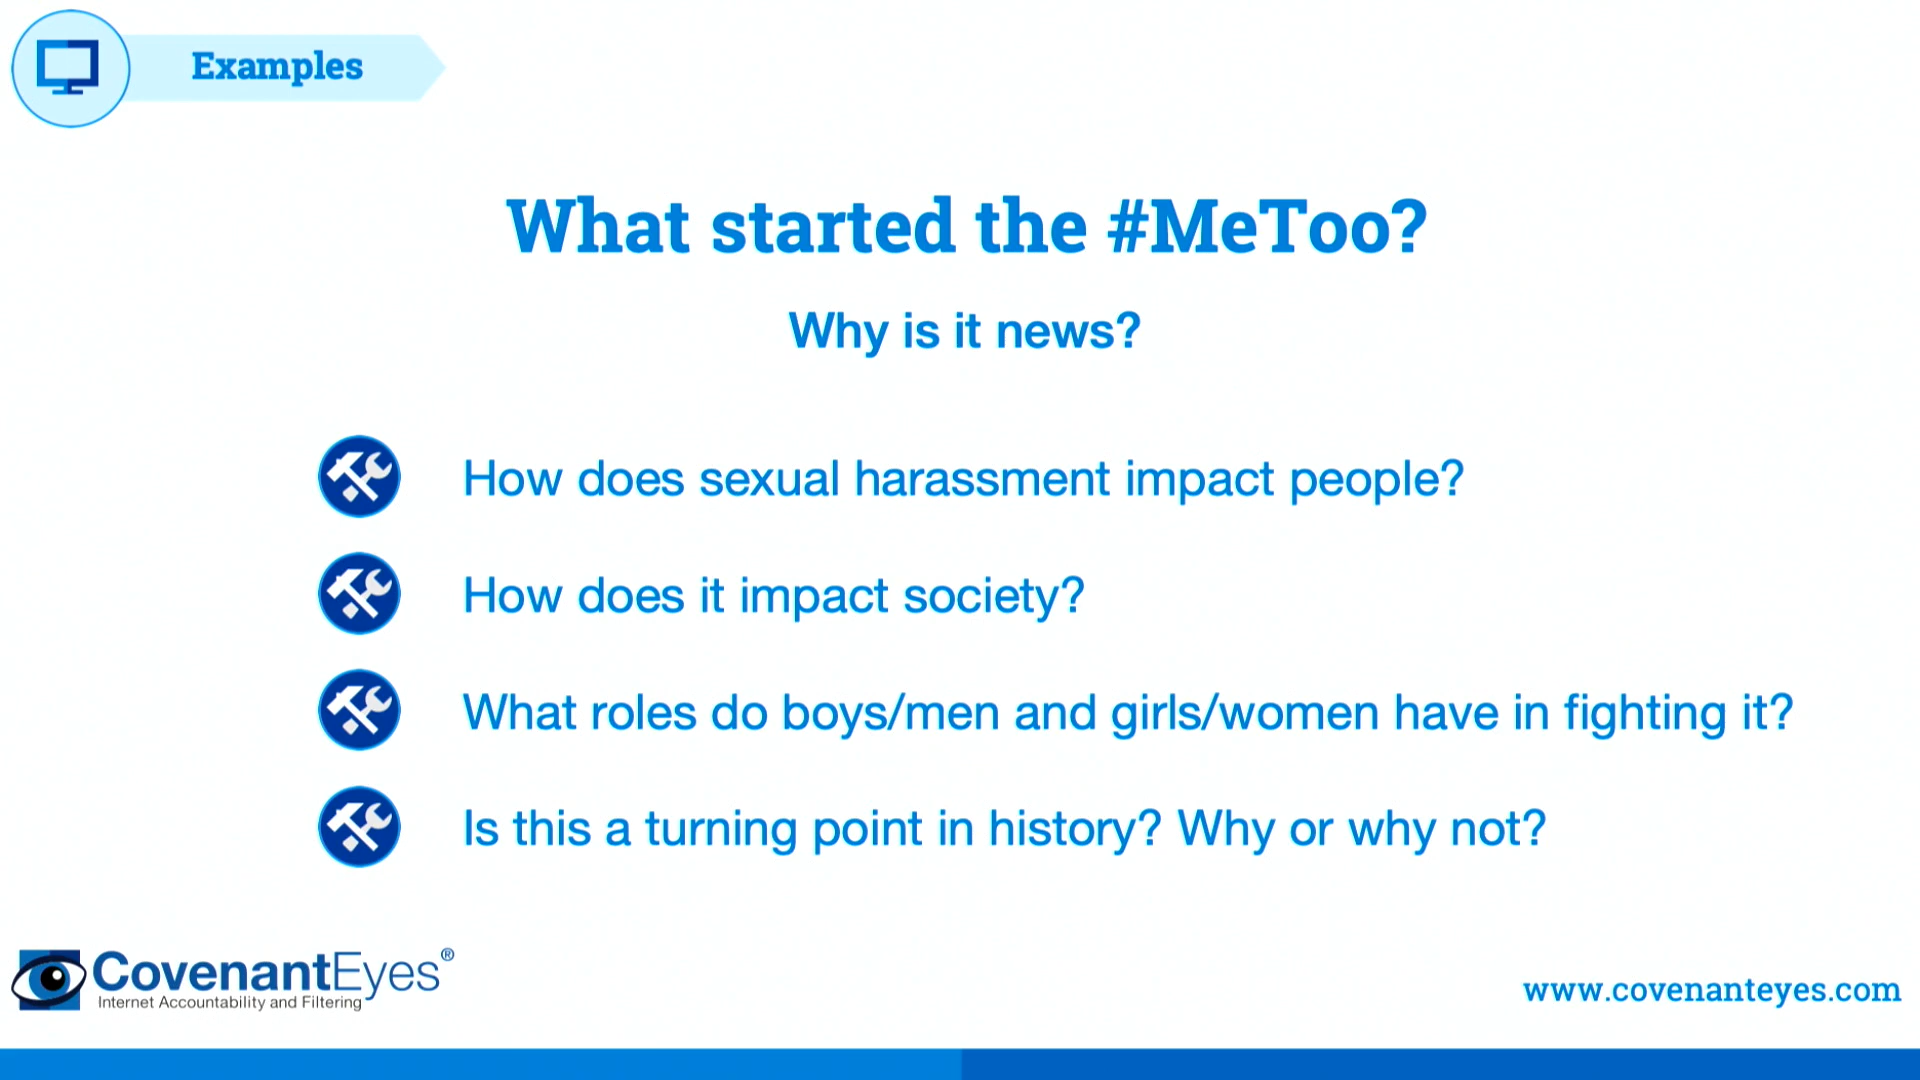 Examples
What started the #MeToo?
Why is it news?
How does sexual harassment impact people?
How does it impact society?
What roles do boys/men and girls/women have in fighting it?
Is this a turning point in history? Why or why not?
CovenantEyes®
Internet Accountability and Filtering
www.covenanteyes.com